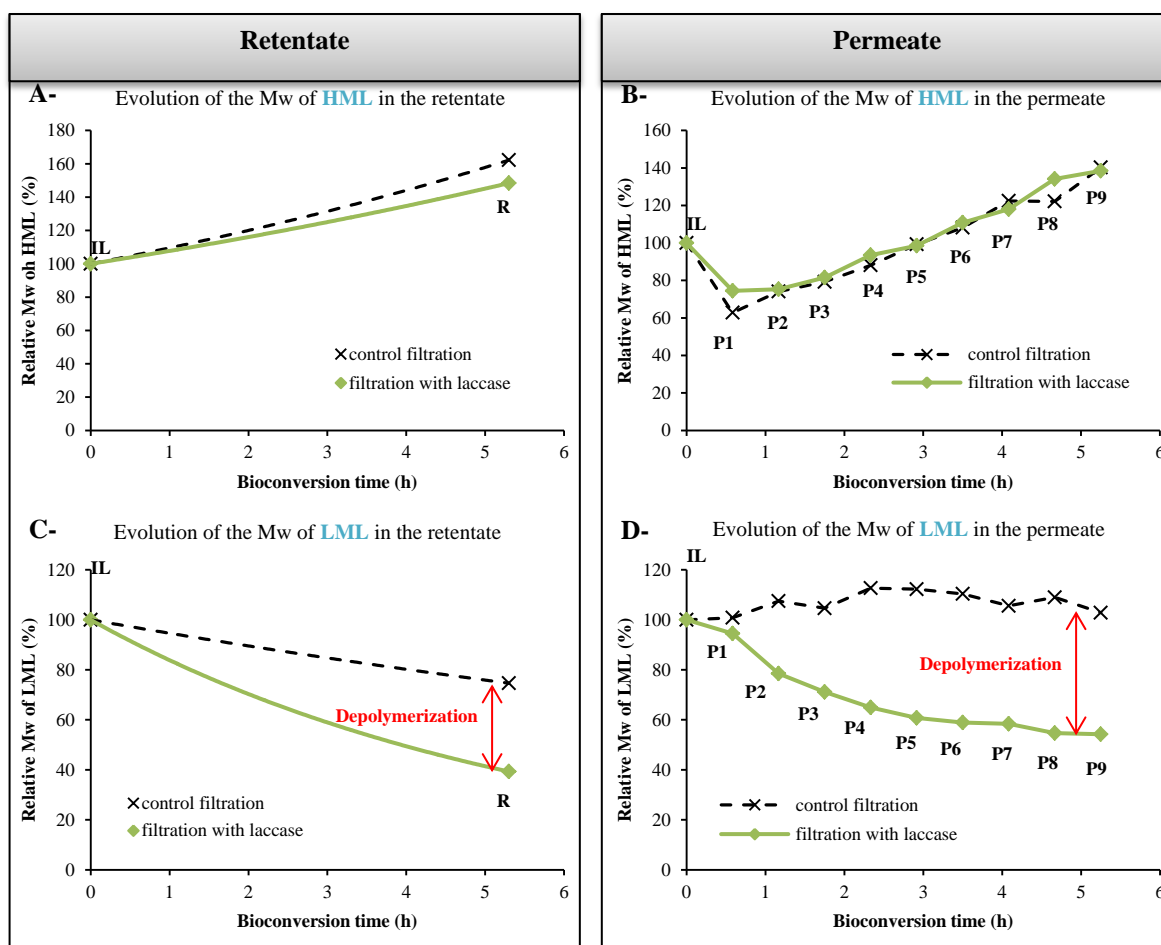 Retentate
Permeate
A-
Evolution of the Mw of HML in the retentate
Relative Mw oh HML (%)
180
160
140
120
100
80
60
40
20
0
IL
R
control filtration
filtration with laccase
0 1 2 3 4 5 6
Bioconversion time (h)
B-
Evolution of the Mw of HML in the permeate
Relative Mw of HML (%)
160
140
120
100
80
60
40
20
0
IL
P1
P2
P3
P4
P5
P6
P7
P8
P9
control filtration
filtration with laccase
0 1 2 3 4 5 6
Bioconversion time (h)
C-
Evolution of the Mw of LML in the retentate
Relative Mw of LML (%)
120
100
80
60
40
20
0
IL
Depolymerization
R
control filtration
filtration with laccase
0 1 2 3 4 5 6
Bioconversion time (h)
D-
Evolution of the Mw of LML in the permeate
Relative Mw of LML (%)
120
100
80
60
40
20
0
IL
P1
P2
P3
P4
P5
P6
P7
P8
P9
Depolymerization
control filtration
filtration with laccase
0 1 2 3 4 5 6
Bioconversion time (h)